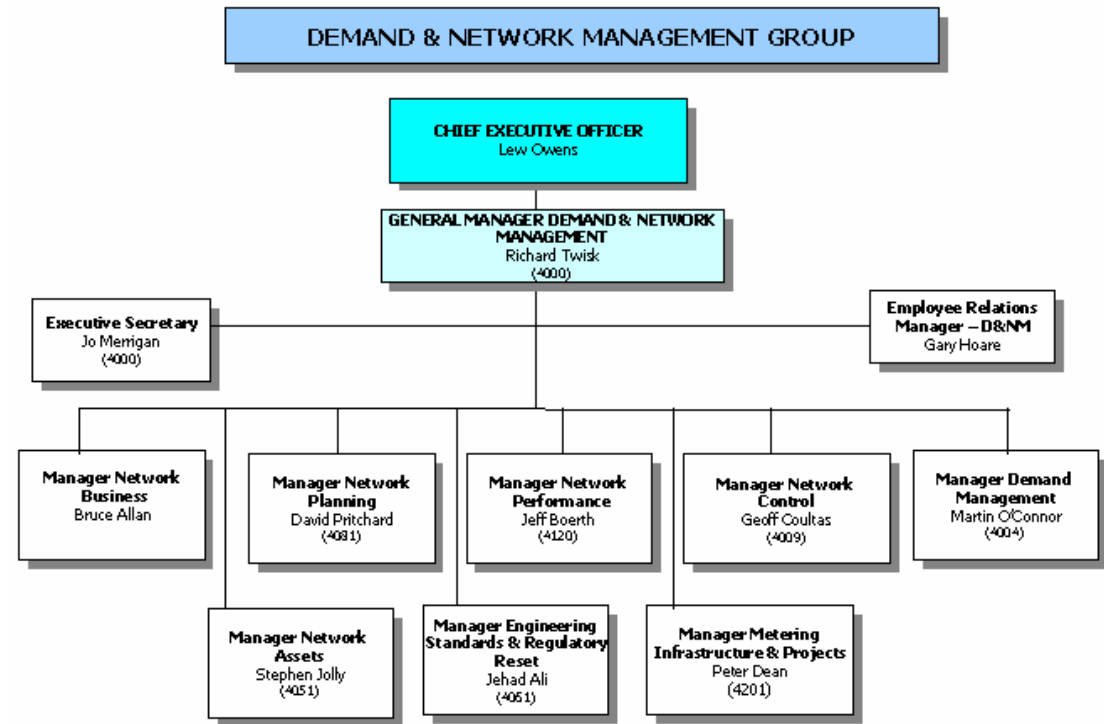 DEMAND & NETWORK MANAGEMENT GROUP
CHIEF EXECUTIVE OFFICER
Lew Owens
GENERAL MANAGER DEMAND & NETWORK
MANAGEMENT
Richard Twisk
(4000)
Executive Secretary
Jo Merrigan
(4000)
Employee Relations
Manager – D&NM
Gary Hoare
Manager Network
Business
Bruce Allan
Manager Network
Planning
David Pritchard
(4081)
Manager Network
Performance
Jeff Boerth
(4120)
Manager Network
Control
Geoff Coultas
(4009)
Manager Demand
Management
Martin O'Connor
(4004)
Manager Network
Assets
Stephen Jolly
(4051)
Manager Engineering
Standards & Regulatory
Reset
Jehad Ali
(4061)
Manager Metering
Infrastructure & Projects
Peter Dean
(4201)